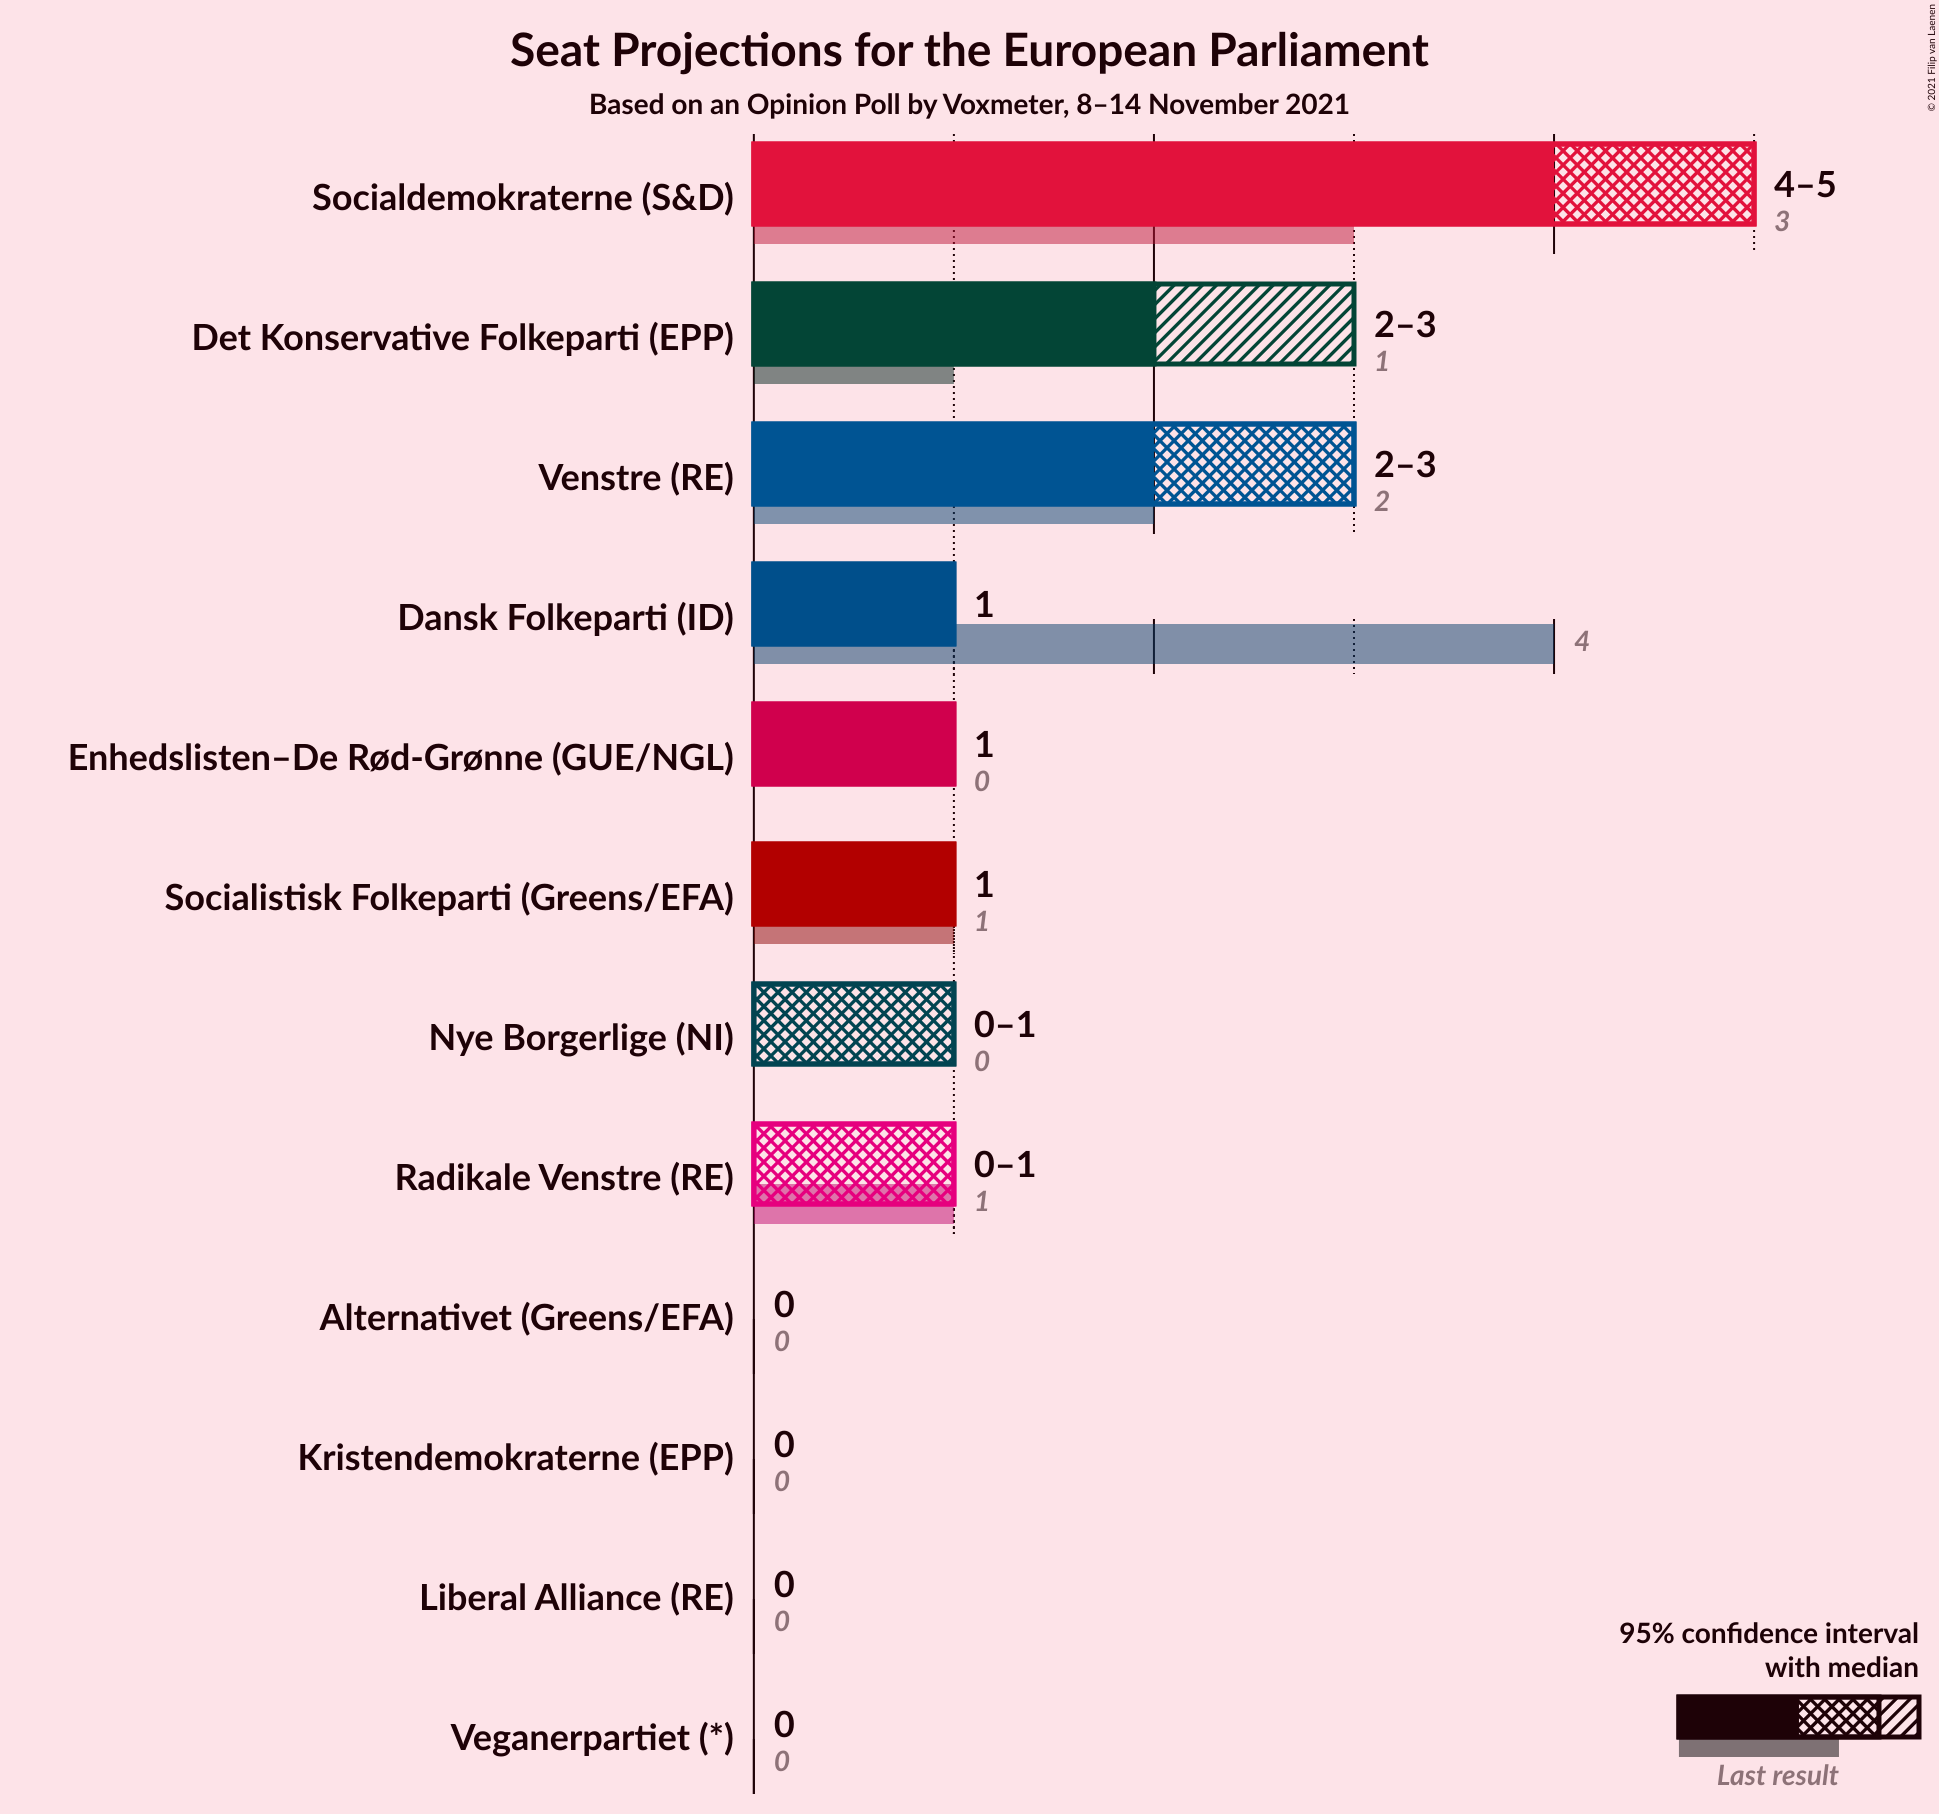 Seat Projections for the European Parliament
Based on an Opinion Poll by Voxmeter, 8–14 November 2021
© 2021 Filip van Laenen
Socialdemokraterne (S&D)
4–5
3
Det Konservative Folkeparti (EPP)
2–3
1
Venstre (RE)
2–3
2
Dansk Folkeparti (ID)
1
4
Enhedslisten–De Rød-Grønne (GUE/NGL)
1
0
Socialistisk Folkeparti (Greens/EFA)
1
1
Nye Borgerlige (NI)
0–1
0
Radikale Venstre (RE)
0–1
1
Alternativet (Greens/EFA)
0
0
Kristendemokraterne (EPP)
0
0
Liberal Alliance (RE)
0
0
Veganerpartiet (*)
0
0
95% confidence interval
with median
Last result